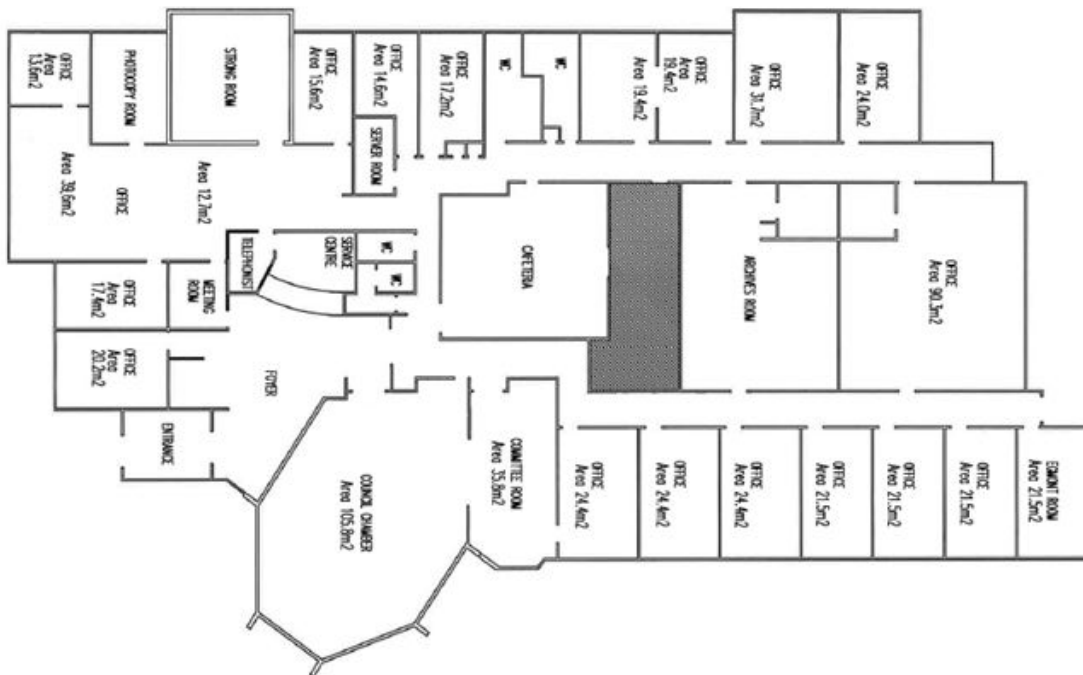 OFFICE
Area
13.6m2
PHOTOCOPY ROOM
STRONG ROOM
OFFICE
Area 15.6m2
OFFICE
Area 14.6m2
OFFICE
Area 17.2m2
WC
WC
Area 19.4m2
OFFICE
Area
19.4m2
OFFICE
Area 31.7m2
OFFICE
Area 24.0m2
SERVER ROOM
Area 39.6m2
OFFICE
Area 12.7m2
TELEPHONIST
SERVICE
CENTRE
WC
WC
CAFETERIA
ARCHIVES ROOM
OFFICE
Area 90.3m2
OFFICE
Area
17.4m2
MEETING
ROOM
OFFICE
Area
20.2m2
FOYER
ENTRANCE
COUNCIL CHAMBER
Area 105.8m2
COMMITTEE ROOM
Area 35.8m2
OFFICE
Area 24.4m2
OFFICE
Area 24.4m2
OFFICE
Area 24.4m2
OFFICE
Area 21.5m2
OFFICE
Area 21.5m2
OFFICE
Area 21.5m2
EGMONT ROOM
Area 21.5m2